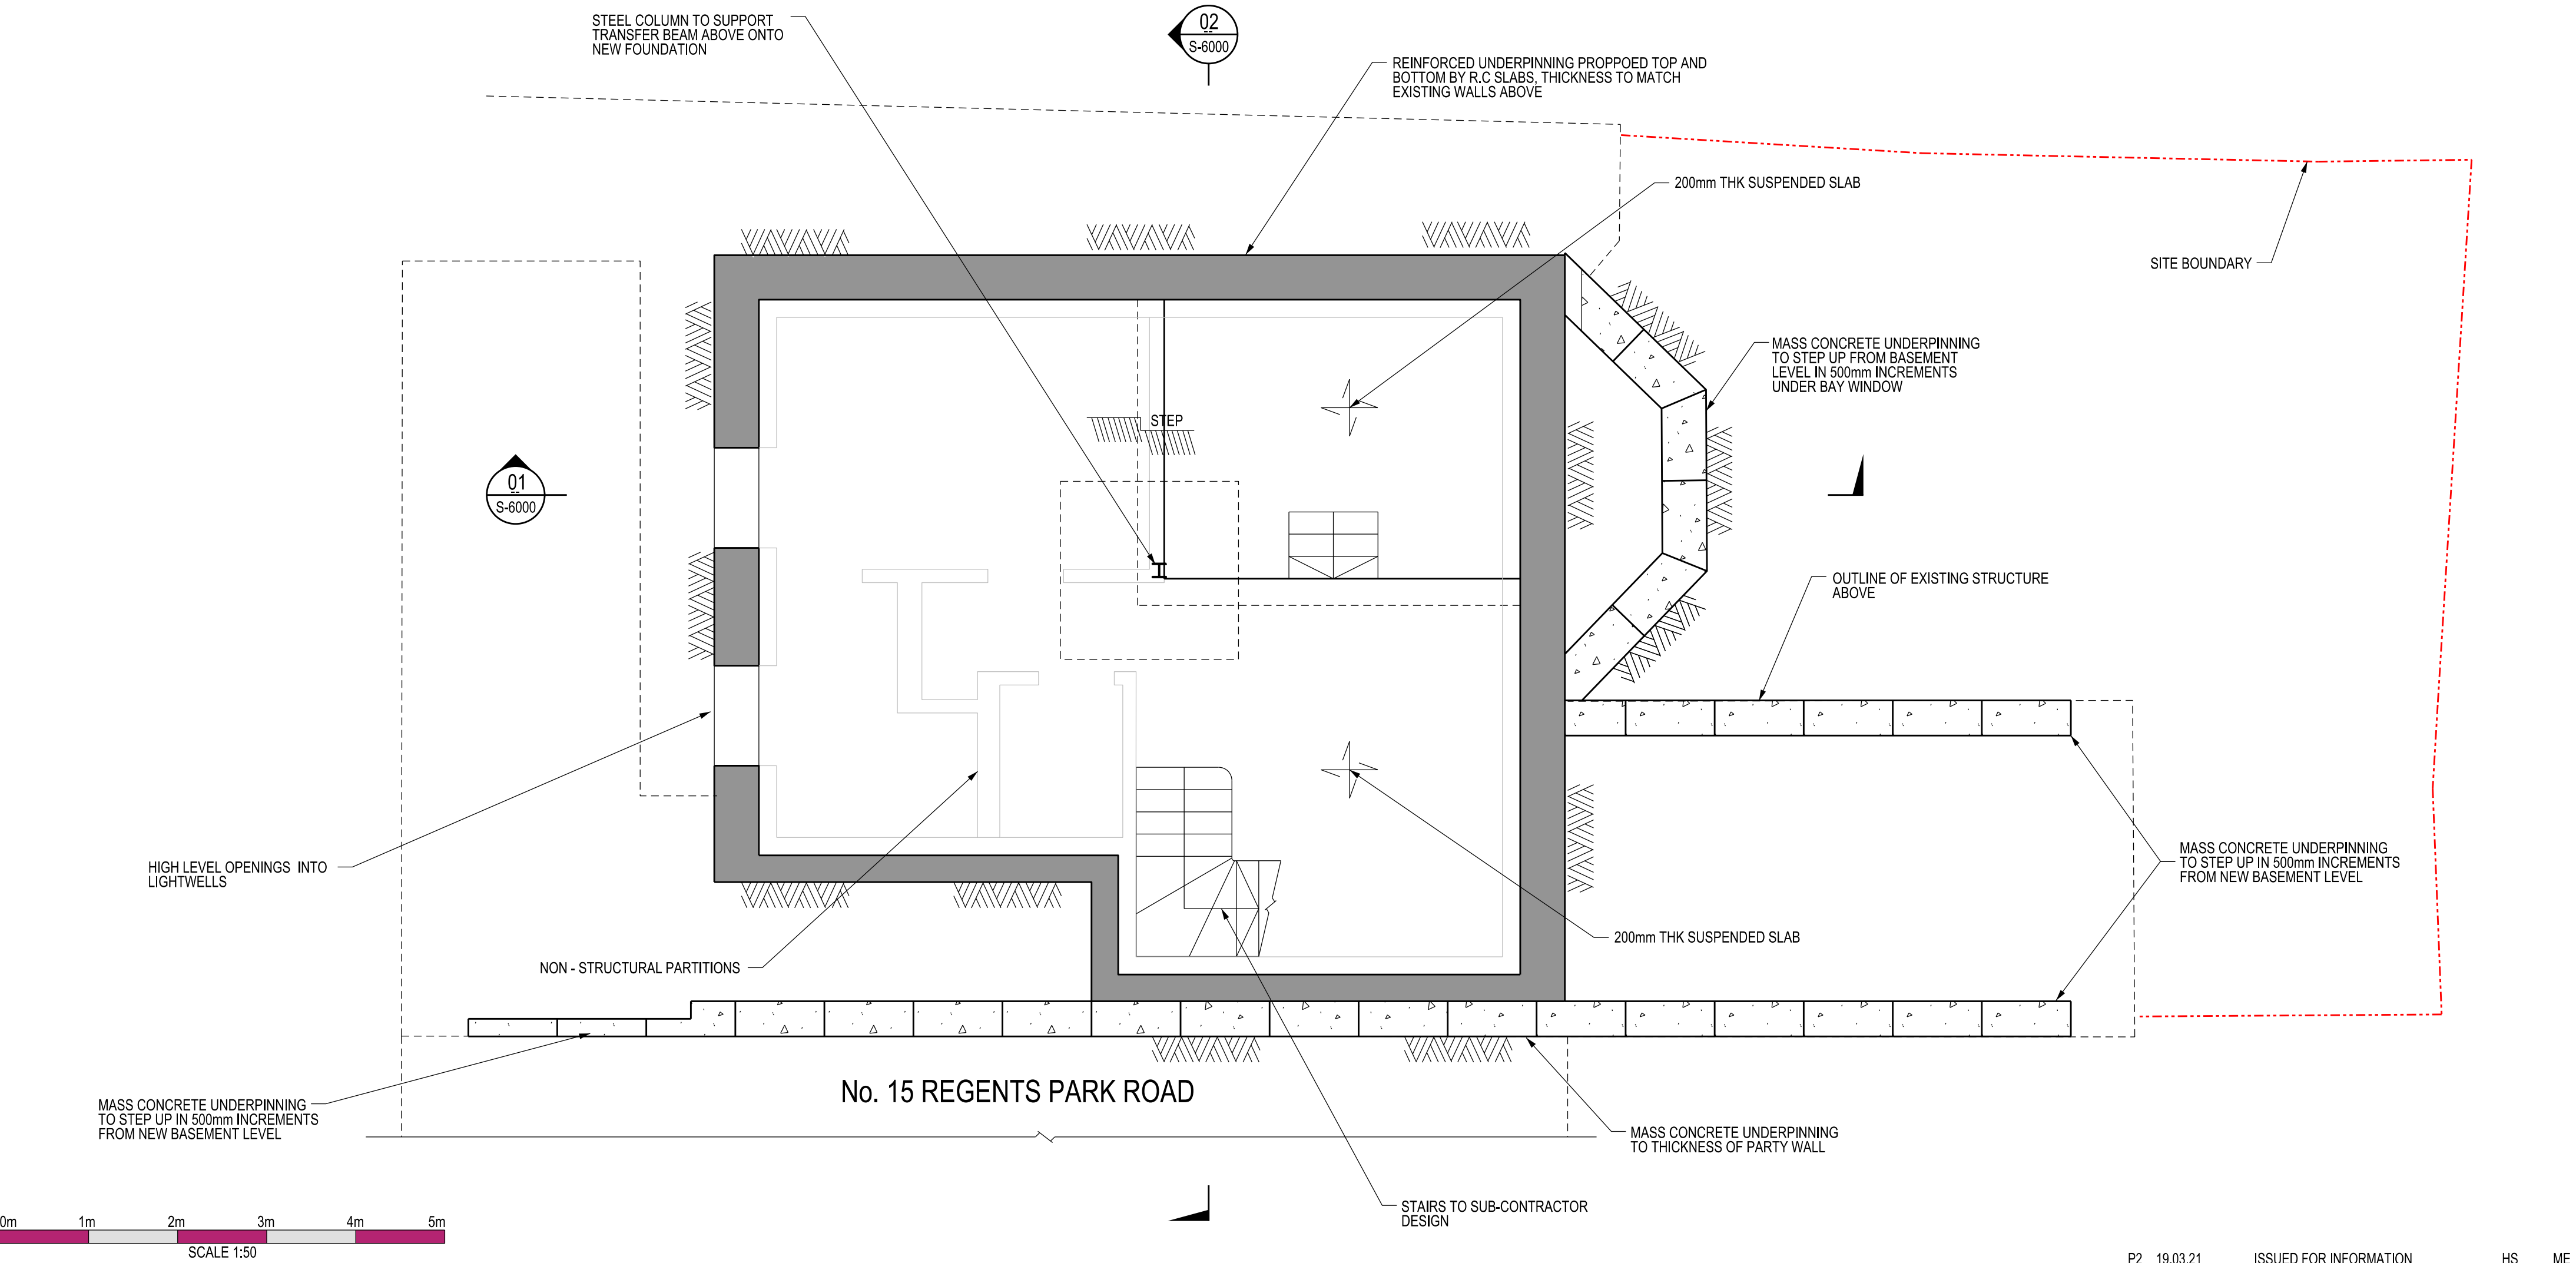 STEEL COLUMN TO SUPPORT
TRANSFER BEAM ABOVE ONTO
NEW FOUNDATION
02
S-6000
REINFORCED UNDERPINNING PROPPOED TOP AND
BOTTOM BY R.C SLABS, THICKNESS TO MATCH
EXISTING WALLS ABOVE
200mm THK SUSPENDED SLAB
SITE BOUNDARY
MASS CONCRETE UNDERPINNING
TO STEP UP FROM BASEMENT
LEVEL IN 500mm INCREMENTS
UNDER BAY WINDOW
STEP
01
S-6000
OUTLINE OF EXISTING STRUCTURE
ABOVE
HIGH LEVEL OPENINGS INTO
LIGHTWELLS
MASS CONCRETE UNDERPINNING
TO STEP UP IN 500mm INCREMENTS
FROM NEW BASEMENT LEVEL
200mm THK SUSPENDED SLAB
NON - STRUCTURAL PARTITIONS
No. 15 REGENTS PARK ROAD
MASS CONCRETE UNDERPINNING
TO STEP UP IN 500mm INCREMENTS
FROM NEW BASEMENT LEVEL
MASS CONCRETE UNDERPINNING
TO THICKNESS OF PARTY WALL
STAIRS TO SUB-CONTRACTOR
DESIGN
0m 1m 2m 3m 4m 5m
SCALE 1:50
P2 19.03.21 ISSUED FOR INFORMATION HS ME